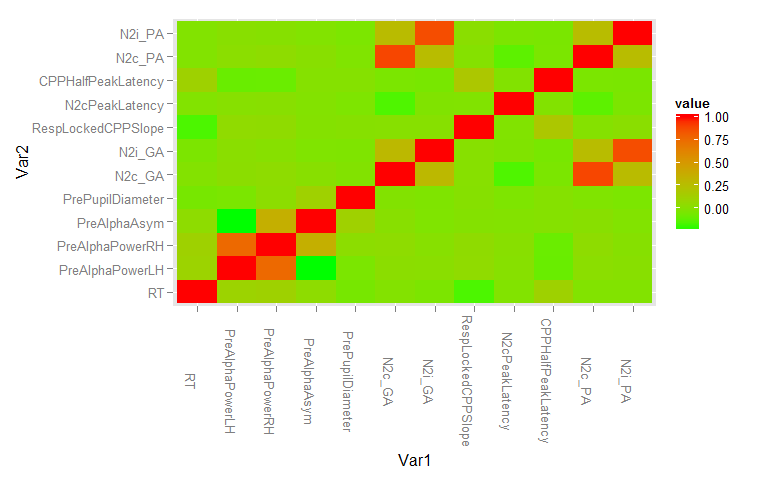 N2i_PA
N2c_PA
CPPHalfPeakLatency
N2cPeakLatency
RespLockedCPPSlope
N2i_GA
N2c_GA
PrePupilDiameter
PreAlphaAsym
PreAlphaPowerRH
PreAlphaPowerLH
RT
Var2
RT
PreAlphaPowerLH
PreAlphaPowerRH
PreAlphaAsym
PrePupilDiameter
N2c_GA
N2i_GA
RespLockedCPPSlope
N2cPeakLatency
CPPHalfPeakLatency
N2c_PA
N2i_PA
Var1
value
1.00
0.75
0.50
0.25
0.00